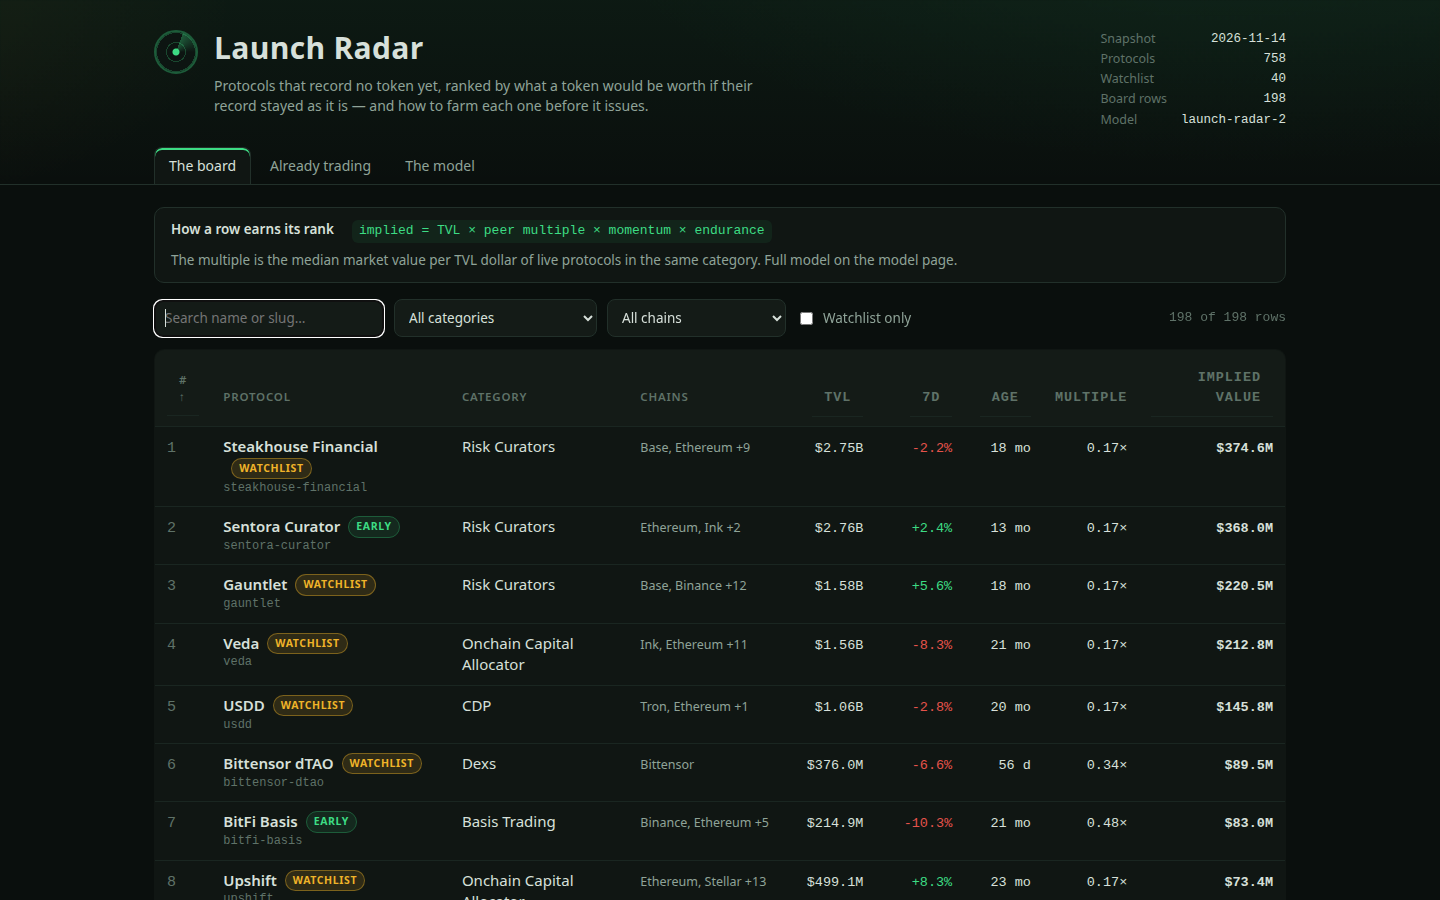 Launch Radar
Protocols that record no token yet, ranked by what a token would be worth if their
record stayed as it is — and how to farm each one before it issues.
Snapshot 2026-11-14
Protocols 758
Watchlist 40
Board rows 198
Model launch-radar-2
The board Already trading The model
How a row earns its rank implied = TVL × peer multiple × momentum × endurance
The multiple is the median market value per TVL dollar of live protocols in the same category. Full model on the model page.
Search name or slug... All categories All chains Watchlist only 198 of 198 rows
# ↑ PROTOCOL CATEGORY CHAINS TVL 7D AGE MULTIPLE IMPLIED VALUE
1 Steakhouse Financial Risk Curators Base, Ethereum +9 $2.75B -2.2% 18 mo 0.17× $374.6M
WATCHLIST
steakhouse-financial
2 Sentora Curator EARLY Risk Curators Ethereum, Ink +2 $2.76B +2.4% 13 mo 0.17× $368.0M
sentora-curator
3 Gauntlet WATCHLIST Risk Curators Base, Binance +12 $1.58B +5.6% 18 mo 0.17× $220.5M
gauntlet
4 Veda WATCHLIST Onchain Capital Ink, Ethereum +11 $1.56B -8.3% 21 mo 0.17× $212.8M
veda Allocator
5 USDD WATCHLIST CDP Tron, Ethereum +1 $1.06B -2.8% 20 mo 0.17× $145.8M
usdd
6 Bittensor dTAO WATCHLIST Dexs Bittensor $376.0M -6.6% 56 d 0.34× $89.5M
bittensor-dtao
7 BitFi Basis EARLY Basis Trading Binance, Ethereum +5 $214.9M -10.3% 21 mo 0.48× $83.0M
bitfi-basis
8 Upshift WATCHLIST Onchain Capital Ethereum, Stellar +13 $499.1M +8.3% 23 mo 0.17× $73.4M
upshift Allocator